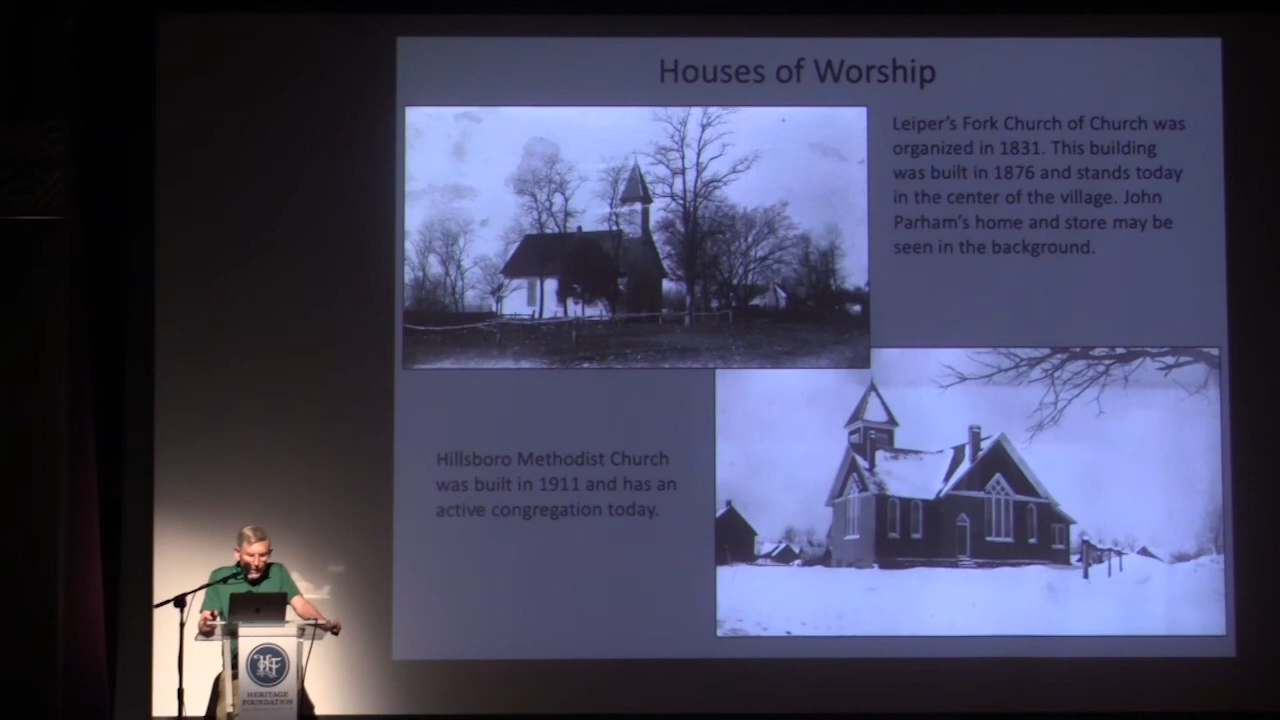 Houses of Worship
Leiper's Fork Church of Church was
organized in 1831. This building
was built in 1876 and stands today
in the center of the village. John
Parham's home and store may be
seen in the background.
Hillsboro Methodist Church
was built in 1911 and has an
active congregation today.
HF
HERITAGE
FOUNDATION